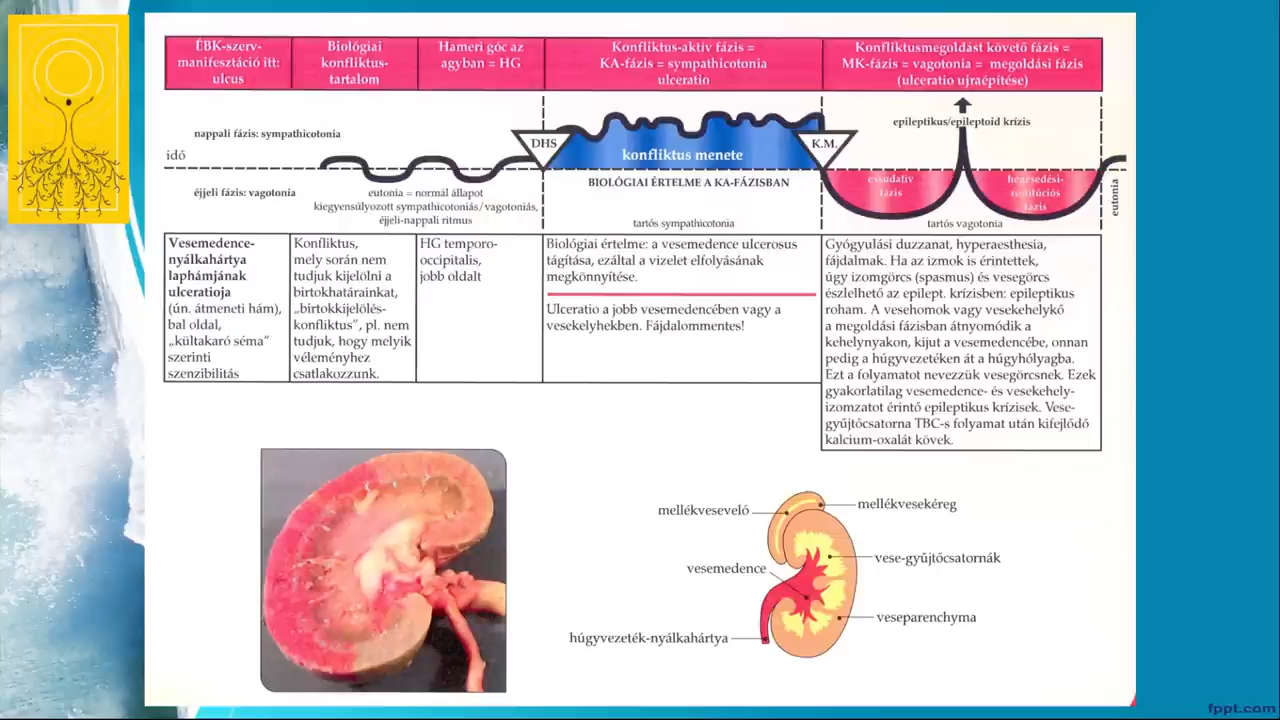 ÉBK-szerv-
manifesztáció itt:
ulcus
Biológiai
konfliktus-
tartalom
Hameri góc az
agyban = HG
Konfliktus-aktív fázis =
KA-fázis = sympathicotonia
ulceratio
Konfliktusmegoldást követő fázis =
MK-fázis = vagotonia = megoldási fázis
(ulceratio ujraépítése)
nappali fázis: sympathicotonia
idő
éjjeli fázis: vagotonia
eutonia = normál állapot
kiegyensúlyozott sympathicotoniás/vagotoniás,
éjjeli-nappali ritmus
DHS
konfliktus menete
BIOLÓGIAI ÉRTELME A KA-FÁZISBAN
tartós sympathicotonia
K.M.
epileptikus/epileptoid krízis
exsudatív
fázis
hegesedési-
restitúciós
fázis
tartós vagotonia
eutonia
Vesemedence-
nyálkahártya
laphámjának
ulceratioja
(ún. átmeneti hám),
bal oldal,
„kültakaró séma"
szerinti
szenzibilitás
Konfliktus,
mely során nem
tudjuk kijelölni a
birtokhatárainkat,
„birtokkijelölés-
konfliktus", pl. nem
tudjuk, hogy melyik
véleményhez
csatlakozzunk.
HG temporo-
occipitalis,
jobb oldalt
Biológiai értelme: a vesemedence ulcerosus
tágítása, ezáltal a vizelet elfolyásának
megkönnyítése.
Ulceratio a jobb vesemedencében vagy a
vesekelyhekben. Fájdalommentes!
Gyógyulási duzzanat, hyperaesthesia,
fájdalmak. Ha az izmok is érintettek,
úgy izomgörcs (spasmus) és vesegörcs
észlelhető az epilept. krízisben: epileptikus
roham. A vesehomok vagy vesekehelykő
a megoldási fázisban átnyomódik a
kehelynyakon, kijut a vesemedencébe, onnan
pedig a húgyvezetéken át a húgyhólyagba.
Ezt a folyamatot nevezzük vesegörcsnek. Ezek
gyakorlatilag vesemedence- és vesekehely-
izomzatot érintő epileptikus krízisek. Vese-
gyűjtőcsatorna TBC-s folyamat után kifejlődő
kalcium-oxalát kövek.
mellékvesevelő
mellékvesekéreg
vese-gyűjtőcsatornák
vesemedence
veseparenchyma
húgyvezeték-nyálkahártya
fppt.com